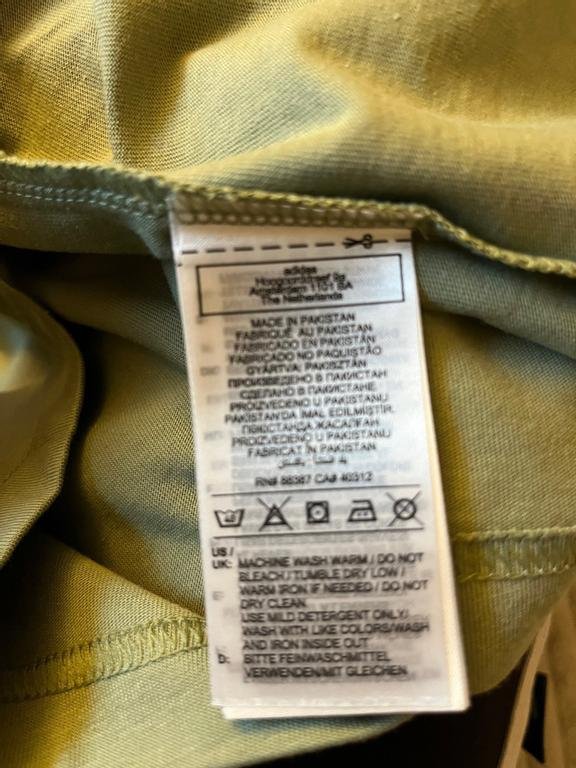 adidas
Hoogoorddreef 9a
Amsterdam 1101 BA
The Netherlands
MADE IN PAKISTAN
FABRIQUÉ AU PAKISTAN
FABRICADO EN PAKISTÁN
FABRICADO NO PAQUISTÃO
GYÁRTVA: PAKISZTÁN
ПРОИЗВЕДЕНО В ПАКИСТАН
СДЕЛАНО В ПАКИСТАНЕ
PROIZVEDENO U PAKISTANU
PAKİSTAN'DA İMAL EDİLMİŞTİR.
ПӘКІСТАНДА ЖАСАЛҒАН
PROIZVEDENO U PAKISTANU
FABRICAT ÎN PAKISTAN
RN# 88387 CA# 40312
US /
UK: MACHINE WASH WARM / DO NOT
BLEACH / TUMBLE DRY LOW /
WARM IRON IF NEEDED / DO NOT
DRY CLEAN
USE MILD DETERGENT ONLY/
WASH WITH LIKE COLORS/WASH
AND IRON INSIDE OUT
D: BITTE FEINWASCHMITTEL
VERWENDEN/MIT GLEICHEN